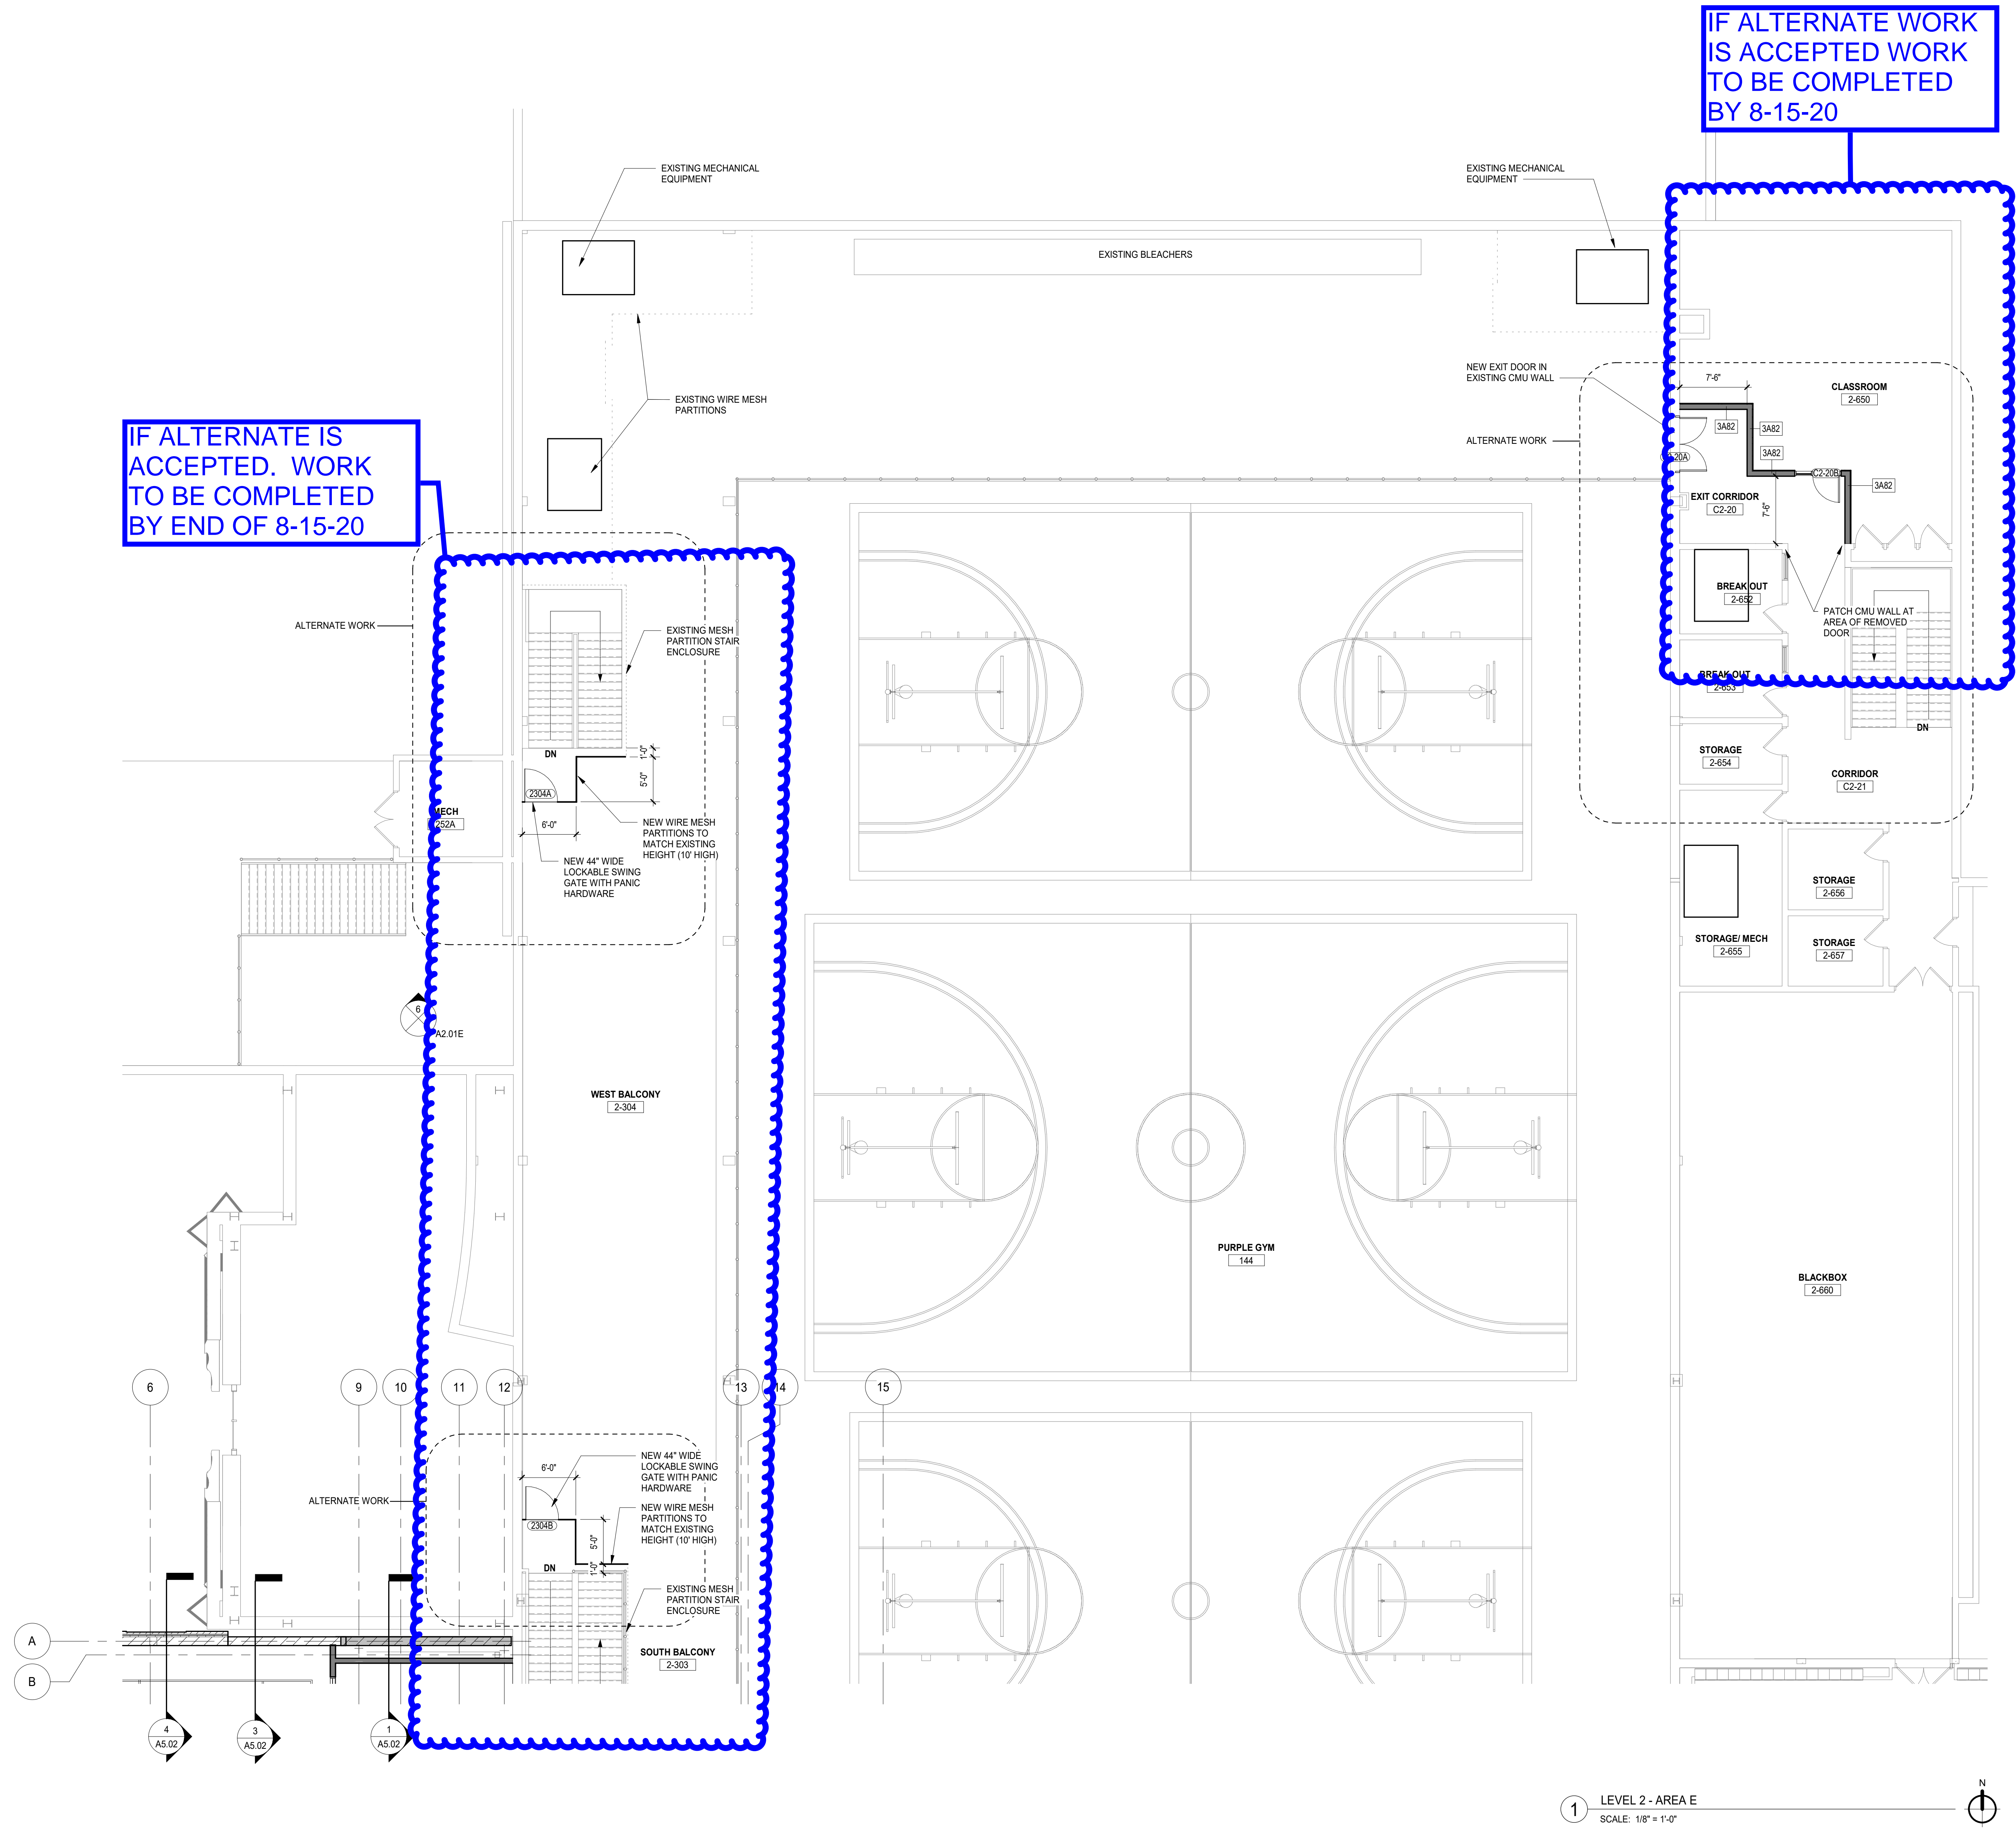 IF ALTERNATE WORK
IS ACCEPTED WORK
TO BE COMPLETED
BY 8-15-20
EXISTING MECHANICAL
EQUIPMENT
EXISTING MECHANICAL
EQUIPMENT
EXISTING BLEACHERS
NEW EXIT DOOR IN
EXISTING CMU WALL
7'-6"
CLASSROOM
2-650
EXISTING WIRE MESH
PARTITIONS
3A82
3A82
ALTERNATE WORK
3A82
20A
C2-20B
3A82
EXIT CORRIDOR
C2-20
7'-6"
IF ALTERNATE IS
ACCEPTED. WORK
TO BE COMPLETED
BY END OF 8-15-20
BREAK OUT
2-652
PATCH CMU WALL AT
AREA OF REMOVED
DOOR
ALTERNATE WORK
EXISTING MESH
PARTITION STAIR
ENCLOSURE
BREAK OUT
2-653
DN
STORAGE
2-654
CORRIDOR
C2-21
DN
1'-0"
5'-0"
2304A
6'-0"
MECH
252A
NEW WIRE MESH
PARTITIONS TO
MATCH EXISTING
HEIGHT (10' HIGH)
NEW 44" WIDE
LOCKABLE SWING
GATE WITH PANIC
HARDWARE
STORAGE
2-656
STORAGE/ MECH
2-655
STORAGE
2-657
6
A2.01E
WEST BALCONY
2-304
PURPLE GYM
144
BLACKBOX
2-660
6
9
10
11
12
13
14
15
NEW 44" WIDE
LOCKABLE SWING
GATE WITH PANIC
HARDWARE
6'-0"
ALTERNATE WORK
NEW WIRE MESH
PARTITIONS TO
MATCH EXISTING
HEIGHT (10' HIGH)
2304B
5'-0"
1'-0"
DN
EXISTING MESH
PARTITION STAIR
ENCLOSURE
A
B
SOUTH BALCONY
2-303
4
A5.02
3
A5.02
1
A5.02
N
1
LEVEL 2 - AREA E
SCALE: 1/8" = 1'-0"